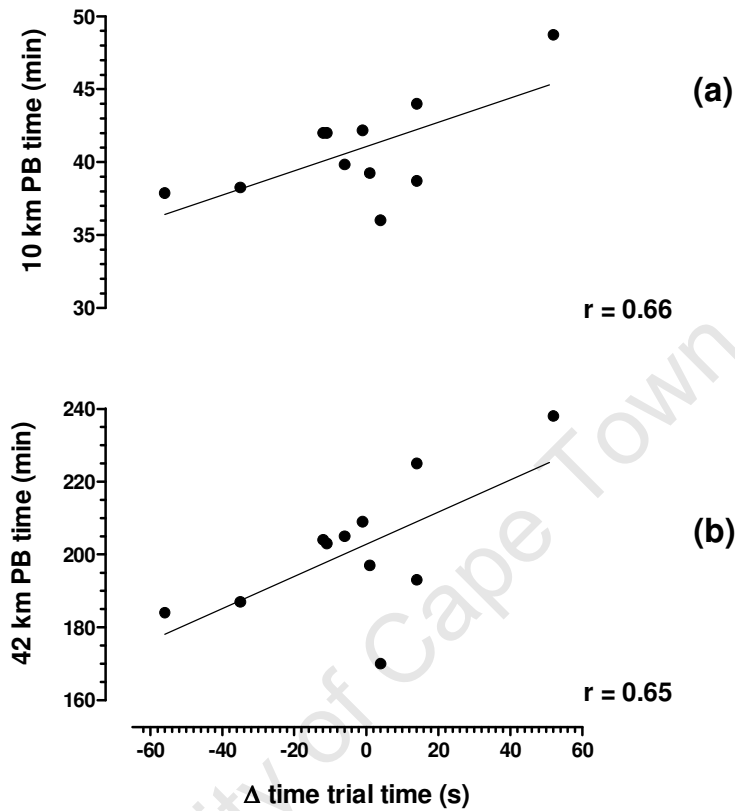 50
45
40
35
30
10 km PB time (min)
(a)
r = 0.66
240
220
200
180
160
42 km PB time (min)
(b)
r = 0.65
-60 -40 -20 0 20 40 60
Δ time trial time (s)
ity of Cape Town